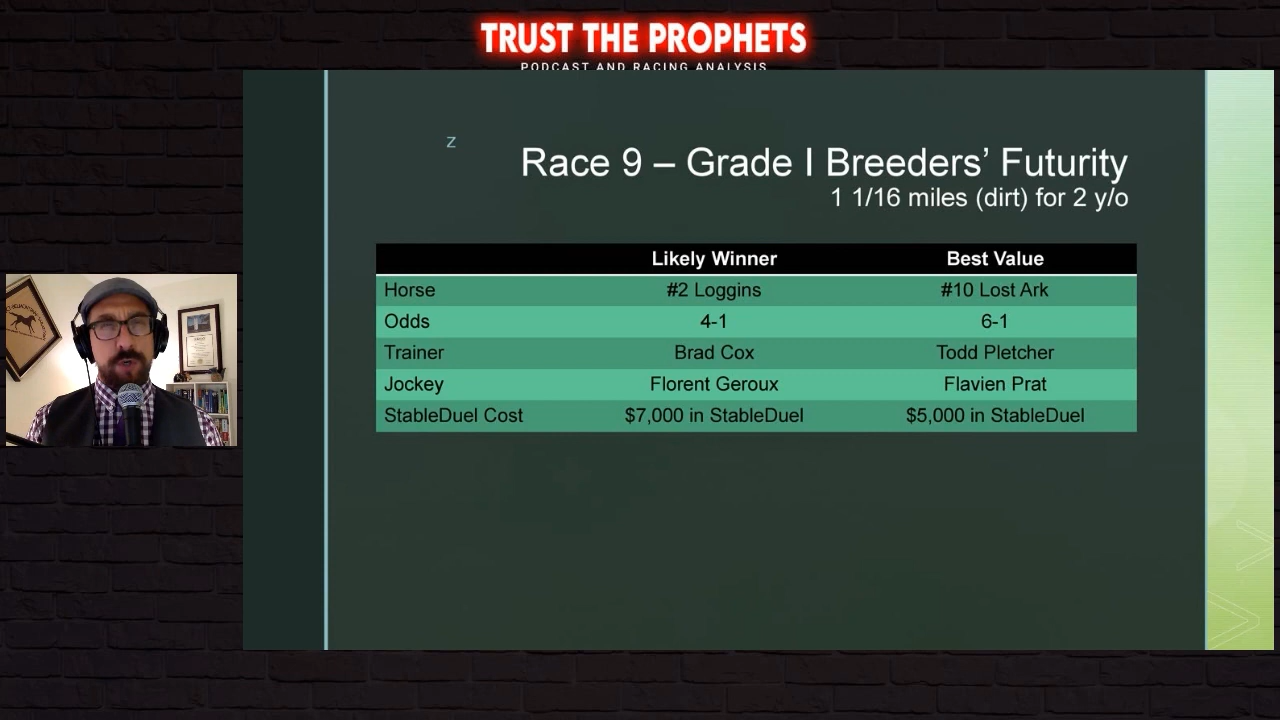 TRUST THE PROPHETS
PODCAST AND RACING ANALYSIS
z
Race 9 – Grade I Breeders’ Futurity
1 1/16 miles (dirt) for 2 y/o
Likely Winner Best Value
Horse #2 Loggins #10 Lost Ark
Odds 4-1 6-1
Trainer Brad Cox Todd Pletcher
Jockey Florent Geroux Flavien Prat
StableDuel Cost $7,000 in StableDuel $5,000 in StableDuel